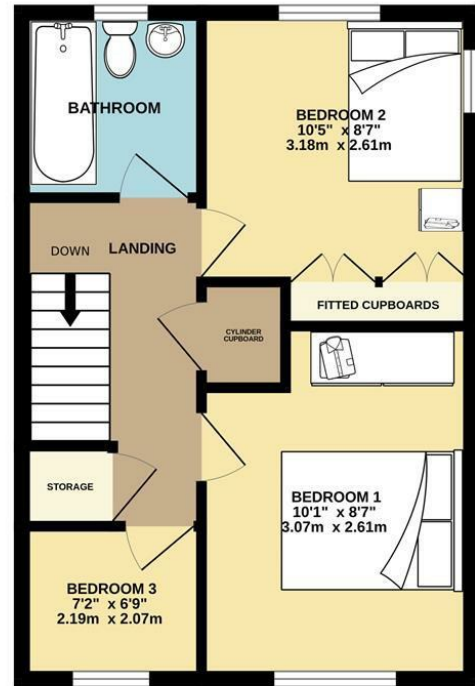 BATHROOM
BEDROOM 2
10'5" x 8'7"
3.18m x 2.61m
DOWN
LANDING
FITTED CUPBOARDS
CYLINDER
CUPBOARD
STORAGE
BEDROOM 1
10'1" x 8'7"
3.07m x 2.61m
BEDROOM 3
7'2" x 6'9"
2.19m x 2.07m